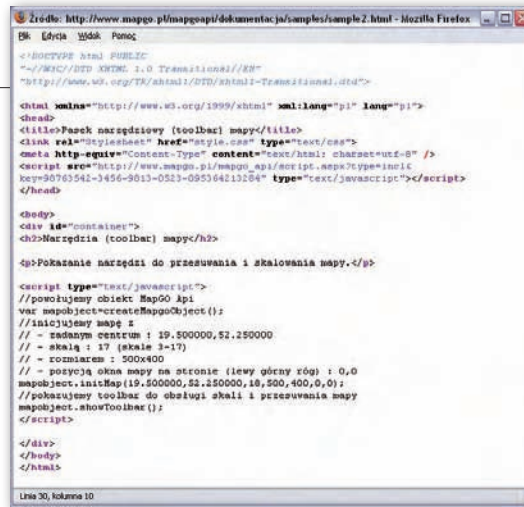 Źródło: http://www.mapgo.pl/mapgoapi/dokumentacja/samples/sample2.html - Mozilla Firefox
Plik Edycja Widok Pomoc
<!DOCTYPE html PUBLIC
"-//W3C//DTD XHTML 1.0 Transitional//EN"
"http://www.w3.org/TR/xhtml1/DTD/xhtml1-Transitional.dtd">
<html xmlns="http://www.w3.org/1999/xhtml" xml:lang="pl" lang="pl">
<head>
<title>Pasek narzędziowy (toolbar) mapy</title>
<link rel="Stylesheet" href="style.css" type="text/css">
<meta http-equiv="Content-Type" content="text/html; charset=utf-8" />
<script src="http://www.mapgo.pl/mapgo_api/script.aspx?type=incl&
key=98763542-3456-9813-0523-095364213284" type="text/javascript"></script>
</head>
<body>
<div id="container">
<h2>Narzędzia (toolbar) mapy</h2>
<p>Pokazanie narzędzi do przesuwania i skalowania mapy.</p>
<script type="text/javascript">
//powołujemy obiekt MapGO Api
var mapobject=createMapgoObject();
//inicjujemy mapę z
// - zadanym centrum : 19.500000,52.250000
// - skalą : 17 (skale 3-17)
// - rozmiarem : 500x400
// - pozycją okna mapy na stronie (lewy górny róg) : 0,0
mapobject.initMap(19.500000,52.250000,18,500,400,0,0);
//pokazujemy toolbar do obsługi skali i przesuwania mapy
mapobject.showToolbar();
</script>
</div>
</body>
</html>
Linia 30, kolumna 10